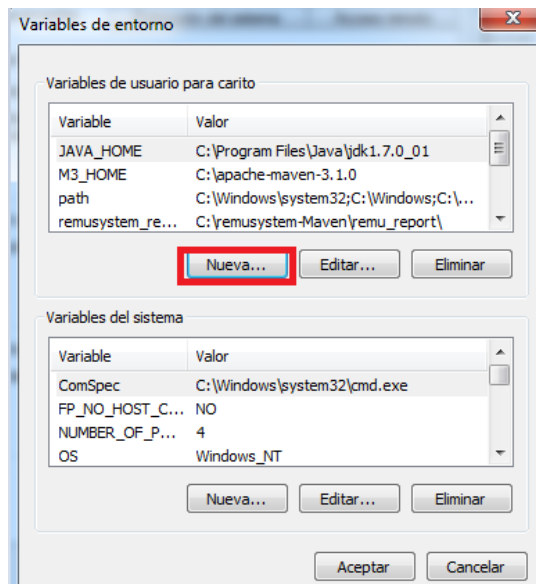 Variables de entorno
Variables de usuario para carito
Variable Valor
JAVA_HOME C:\Program Files\Java\jdk1.7.0_01
M3_HOME C:\apache-maven-3.1.0
path C:\Windows\system32;C:\Windows;C:\...
remusystem_re... C:\remusystem-Maven\remu_report\
Nueva... Editar... Eliminar
Variables del sistema
Variable Valor
ComSpec C:\Windows\system32\cmd.exe
FP_NO_HOST_C... NO
NUMBER_OF_P... 4
OS Windows_NT
Nueva... Editar... Eliminar
Aceptar Cancelar